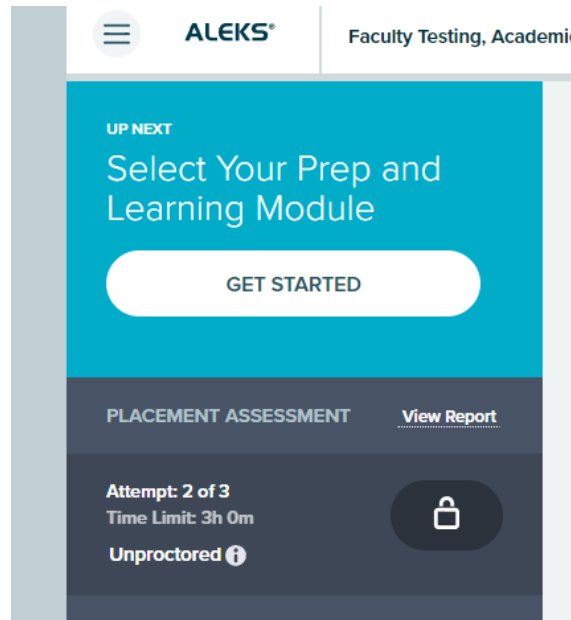 ALEKS®
Faculty Testing, Academi
UP NEXT
Select Your Prep and
Learning Module
GET STARTED
PLACEMENT ASSESSMENT View Report
Attempt: 2 of 3
Time Limit: 3h 0m
Unproctored